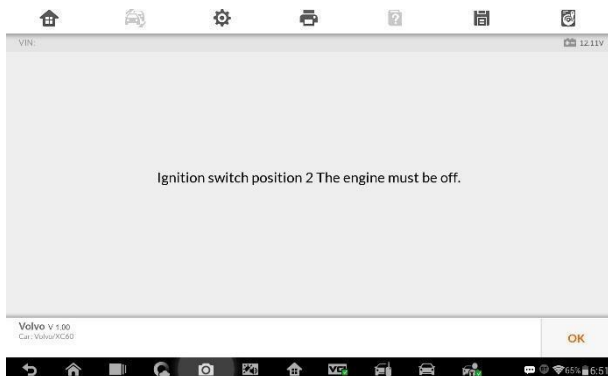 VIN:
12.11V
Ignition switch position 2 The engine must be off.
Volvo V 1.00
Car: Volvo/XC60
OK
VC
65% 6:51